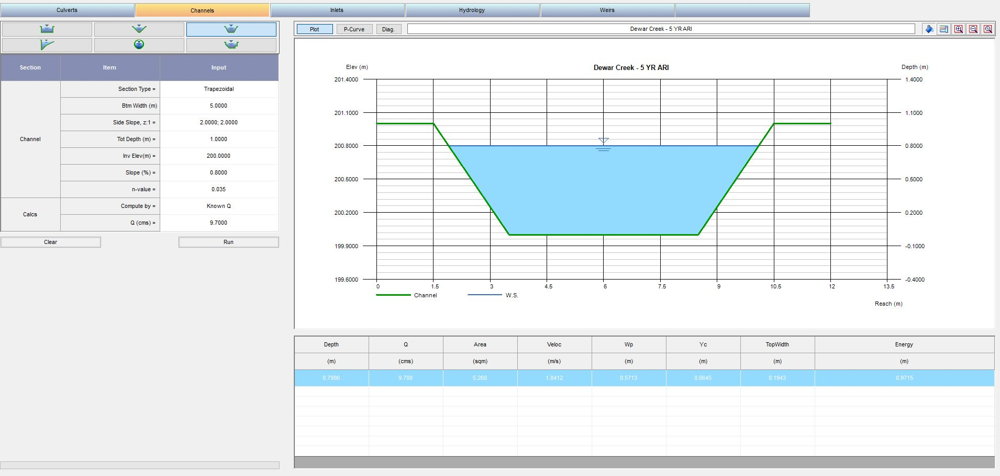 Culverts Channels Inlets Hydrology Weirs
Plot P-Curve Diag. Dewar Creek - 5 YR ARI
Section Item Input
Channel
Section Type = Trapezoidal
Btm Width (m) 5.0000
Side Slope, z:1 = 2.0000; 2.0000
Tot Depth (m) = 1.0000
Inv Elev(m) = 200.0000
Slope (%) = 0.8000
n-value = 0.035
Calcs
Compute by = Known Q
Q (cms) = 9.7000
Clear Run
Elev (m) Dewar Creek - 5 YR ARI Depth (m)
201.4000 1.4000
201.1000 1.1000
200.8000 0.8000
200.5000 0.5000
200.2000 0.2000
199.9000 -0.1000
199.6000 -0.4000
0 1.5 3 4.5 6 7.5 9 10.5 12 13.5
Channel W.S.
Reach (m)
Depth Q Area Veloc Wp Yc TopWidth Energy
(m) (cms) (sqm) (m/s) (m) (m) (m) (m)
0.7986 9.700 5.268 1.8412 8.5713 0.6645 8.1943 0.9715